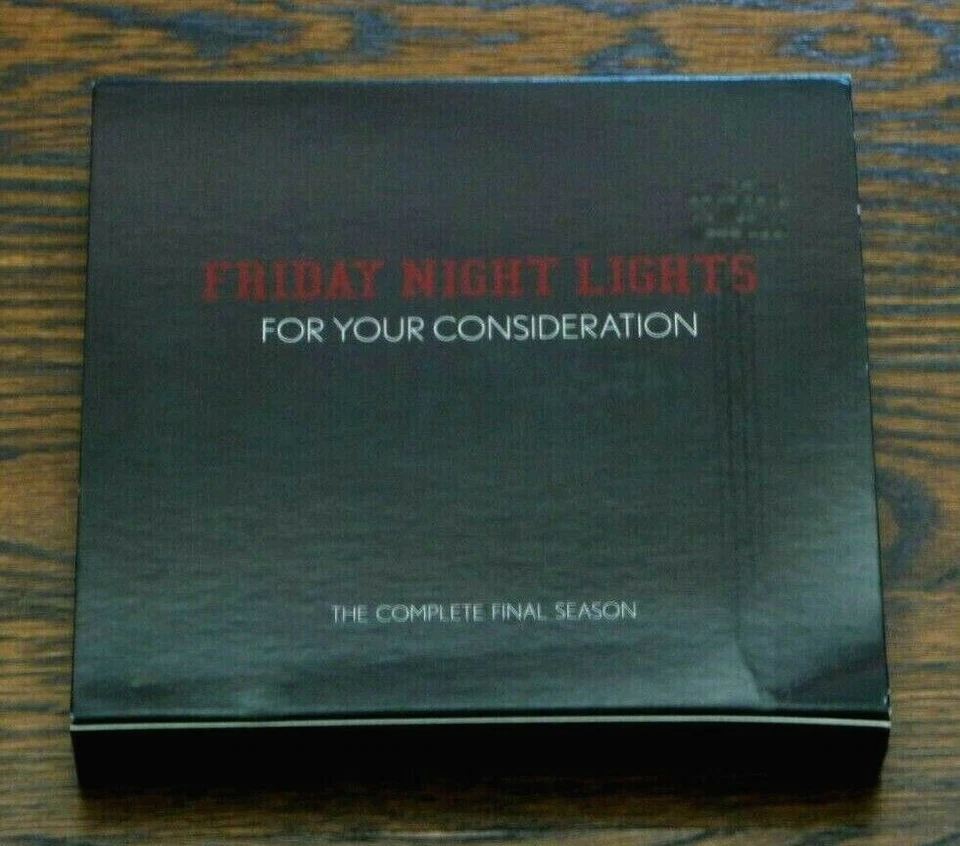 FRIDAY NIGHT LIGHTS
FOR YOUR CONSIDERATION
THE COMPLETE FINAL SEASON